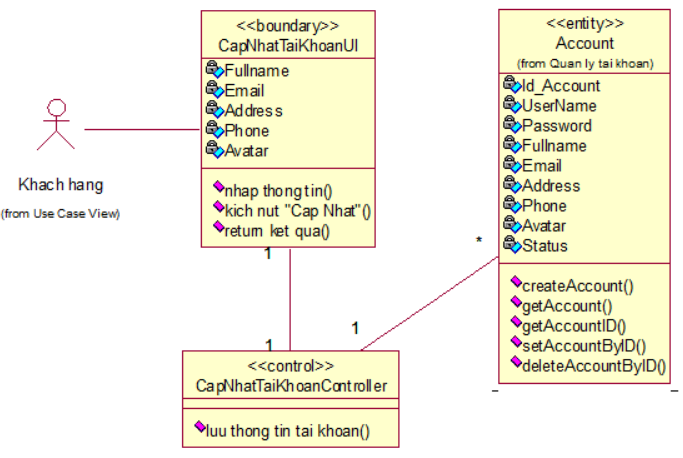 <<boundary>>
CapNhatTaiKhoanUI
Fullname
Email
Address
Phone
Avatar
nhap thong tin()
kich nut "Cap Nhat"()
return ket qua()
Khach hang
(from Use Case View)
<<entity>>
Account
(from Quan ly tai khoan)
Id_Account
UserName
Password
Fullname
Email
Address
Phone
Avatar
Status
createAccount()
getAccount()
getAccountID()
setAccountByID()
deleteAccountByID()
1
*
1
1
<<control>>
CapNhatTaiKhoanController
luu thong tin tai khoan()